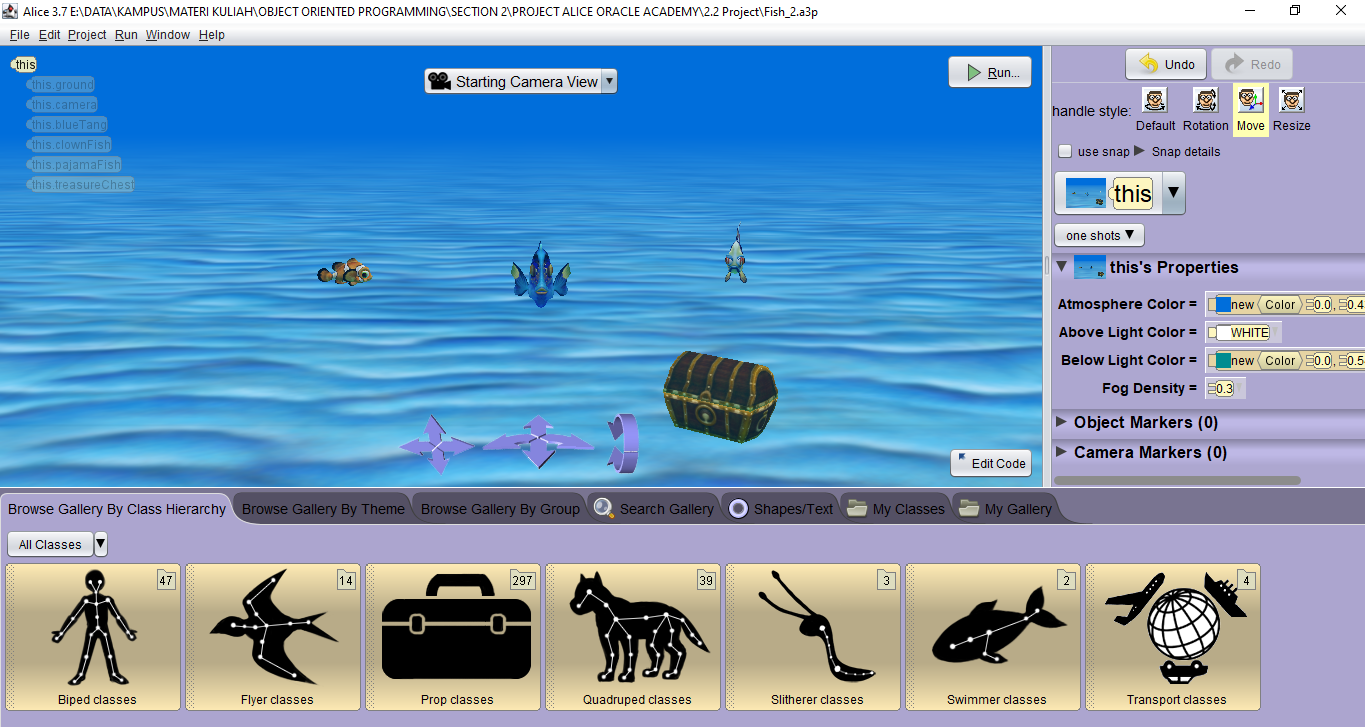 Alice 3.7 E:\DATA\KAMPUS\MATERI KULIAH\OBJECT ORIENTED PROGRAMMING\SECTION 2\PROJECT ALICE ORACLE ACADEMY\2.2 Project\Fish_2.a3p
File Edit Project Run Window Help
this
this.ground
this.camera
this.blueTang
this.clownFish
this.pajamaFish
this.treasureChest
Starting Camera View
Run...
Edit Code
Undo Redo
handle style:
Default Rotation Move Resize
use snap Snap details
this
one shots
this's Properties
Atmosphere Color = new Color 0.0, 0.4
Above Light Color = WHITE
Below Light Color = new Color 0.0, 0.5
Fog Density = 0.3
Object Markers (0)
Camera Markers (0)
Browse Gallery By Class Hierarchy Browse Gallery By Theme Browse Gallery By Group Search Gallery Shapes/Text My Classes My Gallery
All Classes
47 14 297 39 3 2 4
Biped classes Flyer classes Prop classes Quadruped classes Slitherer classes Swimmer classes Transport classes